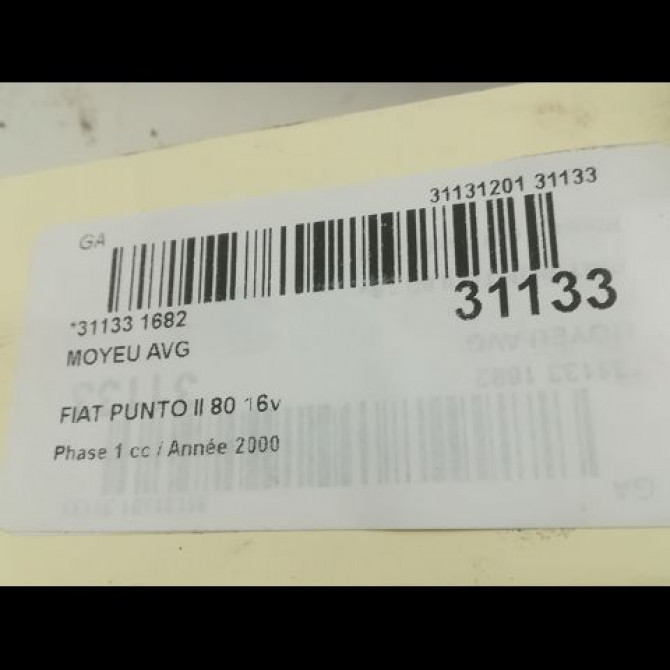 31131201 31133
GA
31133
*31133 1682
MOYEU AVG
FIAT PUNTO II 80 16v
Phase 1 cc / Année 2000